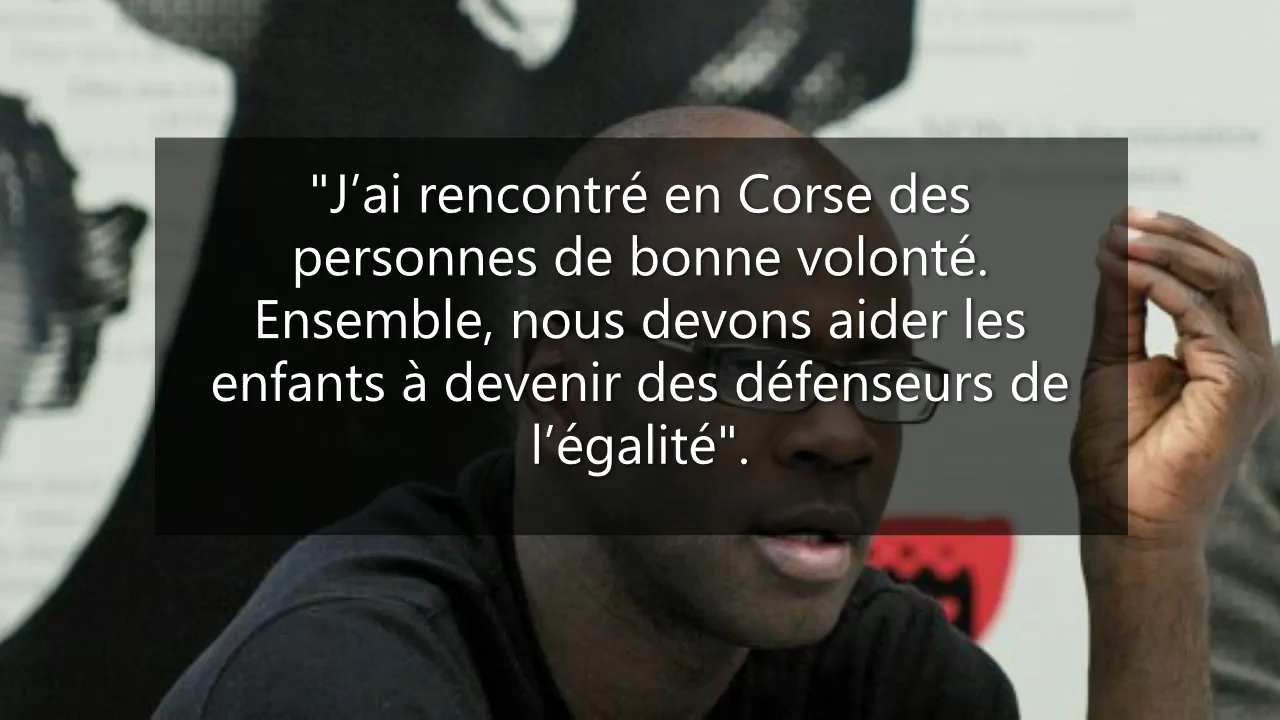 "J’ai rencontré en Corse des
personnes de bonne volonté.
Ensemble, nous devons aider les
enfants à devenir des défenseurs de
l’égalité".